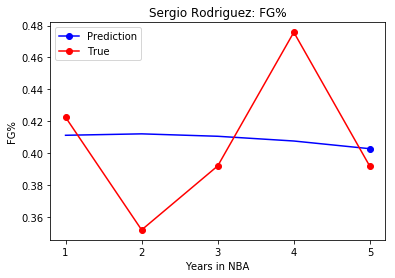 Sergio Rodriguez: FG%
Prediction
True
FG%
0.48
0.46
0.44
0.42
0.40
0.38
0.36
1 2 3 4 5
Years in NBA